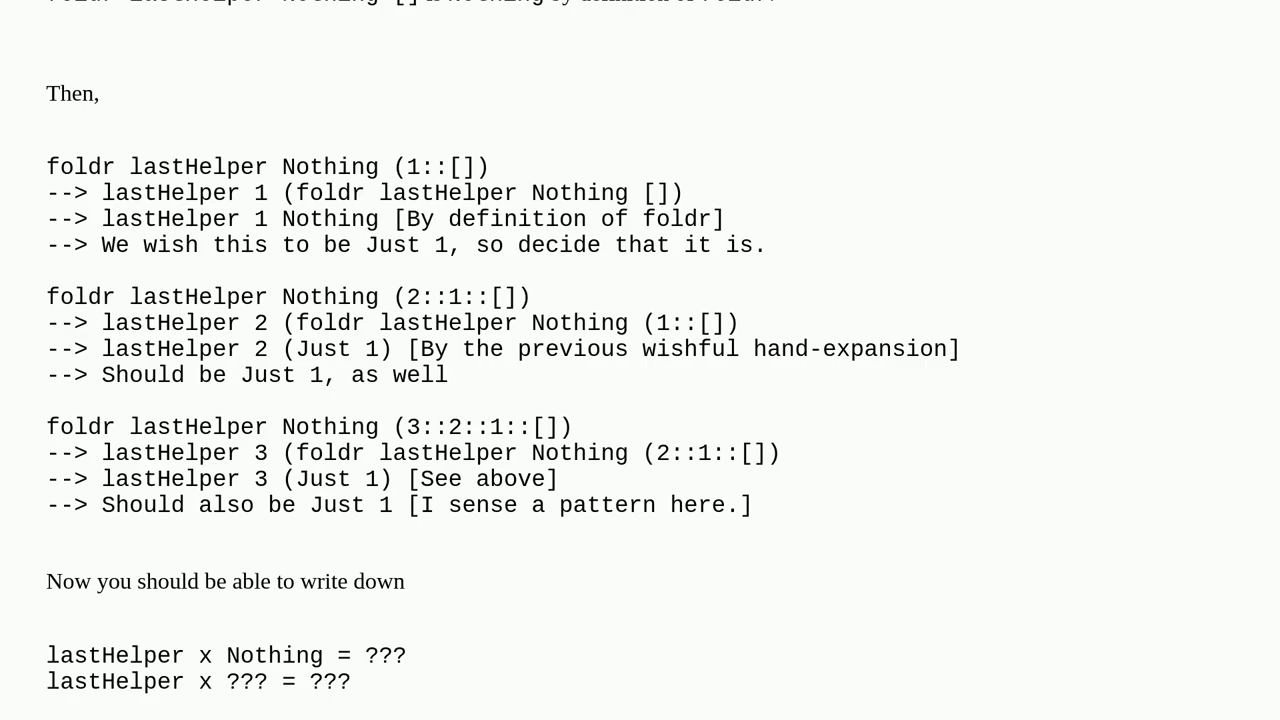 Then,
foldr lastHelper Nothing (1::[])
--> lastHelper 1 (foldr lastHelper Nothing [])
--> lastHelper 1 Nothing [By definition of foldr]
--> We wish this to be Just 1, so decide that it is.
foldr lastHelper Nothing (2::1::[])
--> lastHelper 2 (foldr lastHelper Nothing (1::[])
--> lastHelper 2 (Just 1) [By the previous wishful hand-expansion]
--> Should be Just 1, as well
foldr lastHelper Nothing (3::2::1::[])
--> lastHelper 3 (foldr lastHelper Nothing (2::1::[])
--> lastHelper 3 (Just 1) [See above]
--> Should also be Just 1 [I sense a pattern here.]
Now you should be able to write down
lastHelper x Nothing = ???
lastHelper x ??? = ???